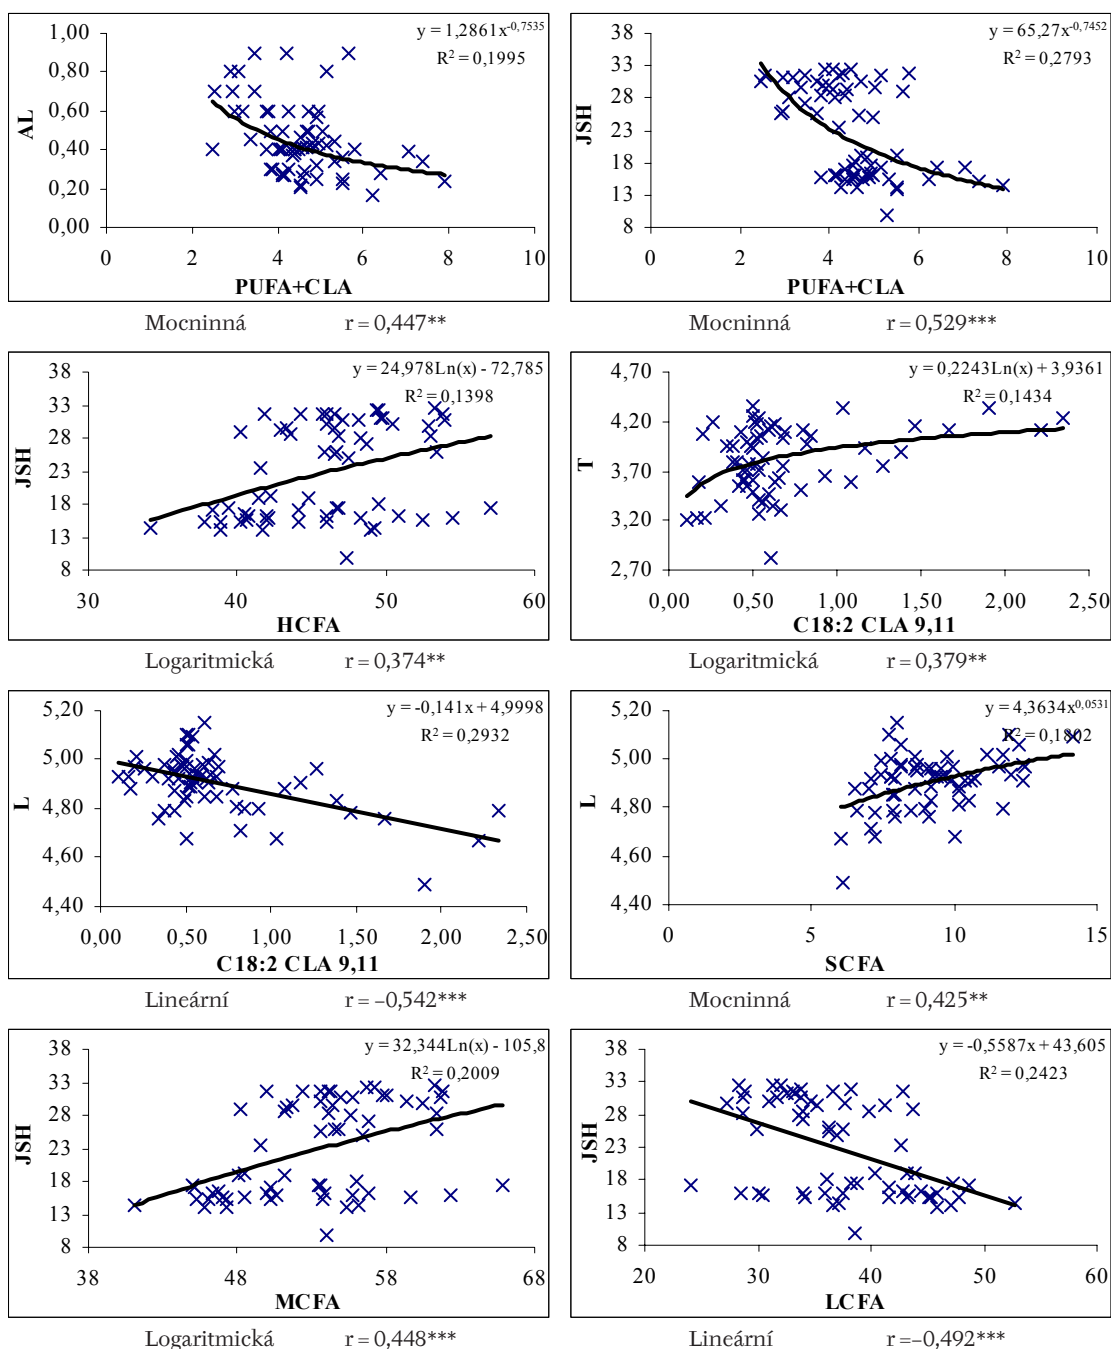 y = 1,2861x^-0,7535
R² = 0,1995
1,00
0,80
0,60
0,40
0,20
0,00
AL
0 2 4 6 8 10
PUFA+CLA
Mocninná r = 0,447**
y = 65,27x^-0,7452
R² = 0,2793
38
33
28
23
18
13
8
JSH
0 2 4 6 8 10
PUFA+CLA
Mocninná r = 0,529***
y = 24,978Ln(x) - 72,785
R² = 0,1398
38
33
28
23
18
13
8
JSH
30 40 50 60
HCFA
Logaritmická r = 0,374**
y = 0,2243Ln(x) + 3,9361
R² = 0,1434
4,70
4,20
3,70
3,20
2,70
T
0,00 0,50 1,00 1,50 2,00 2,50
C18:2 CLA 9,11
Logaritmická r = 0,379**
y = -0,141x + 4,9998
R² = 0,2932
5,20
5,00
4,80
4,60
4,40
L
0,00 0,50 1,00 1,50 2,00 2,50
C18:2 CLA 9,11
Lineární r = –0,542***
y = 4,3634x^0,0531
R² = 0,1802
5,20
5,00
4,80
4,60
4,40
L
0 5 10 15
SCFA
Mocninná r = 0,425**
y = 32,344Ln(x) - 105,8
R² = 0,2009
38
33
28
23
18
13
8
JSH
38 48 58 68
MCFA
Logaritmická r = 0,448***
y = -0,5587x + 43,605
R² = 0,2423
38
33
28
23
18
13
8
JSH
20 30 40 50 60
LCFA
Lineární r =–0,492***